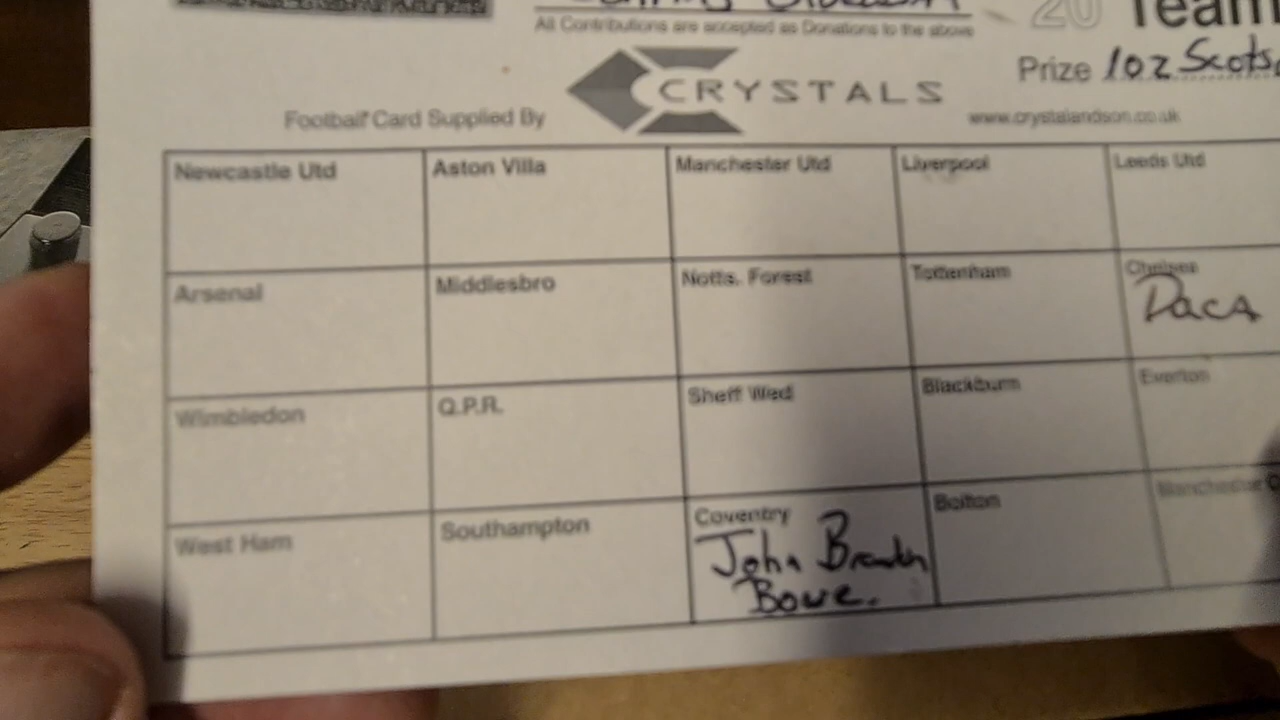 All Contributions are accepted as Donations to the above
20 Team
Prize 1oz Scots
CRYSTALS
Football Card Supplied By
www.crystalandson.co.uk
Newcastle Utd Aston Villa Manchester Utd Liverpool Leeds Utd
Arsenal Middlesbro Notts. Forest Tottenham Chelsea
Daca
Wimbledon Q.P.R. Sheff Wed Blackburn Everton
West Ham Southampton Coventry Bolton Manchester C
John